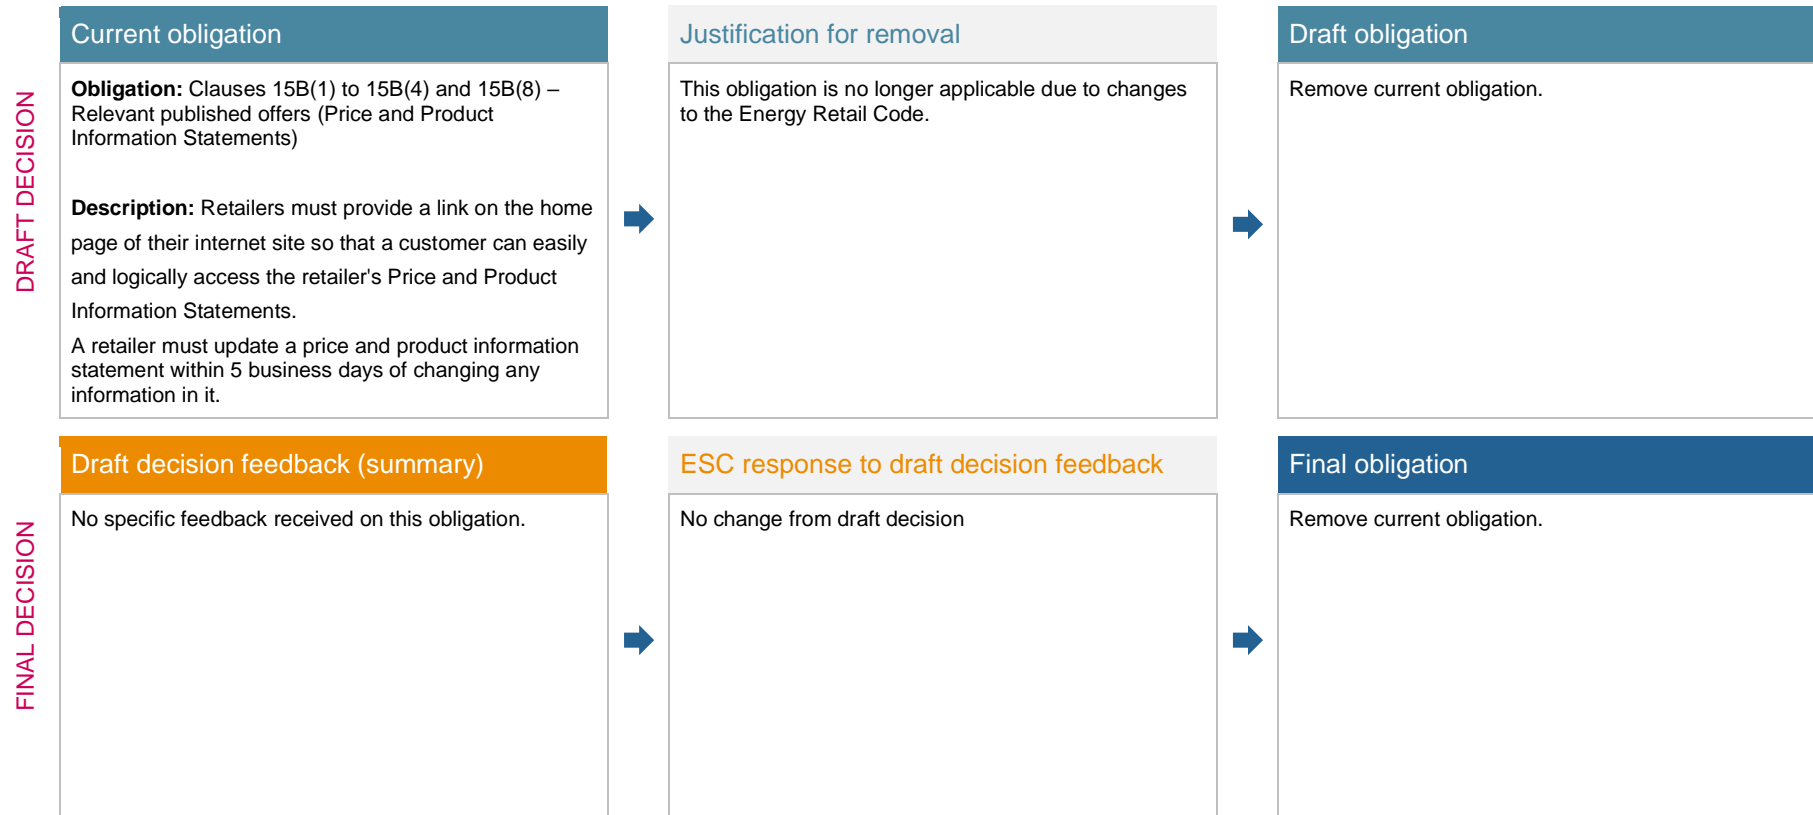 DRAFT DECISION
Current obligation
Obligation: Clauses 15B(1) to 15B(4) and 15B(8) –
Relevant published offers (Price and Product
Information Statements)
Description: Retailers must provide a link on the home
page of their internet site so that a customer can easily
and logically access the retailer's Price and Product
Information Statements.
A retailer must update a price and product information
statement within 5 business days of changing any
information in it.
Justification for removal
This obligation is no longer applicable due to changes
to the Energy Retail Code.
Draft obligation
Remove current obligation.
FINAL DECISION
Draft decision feedback (summary)
No specific feedback received on this obligation.
ESC response to draft decision feedback
No change from draft decision
Final obligation
Remove current obligation.